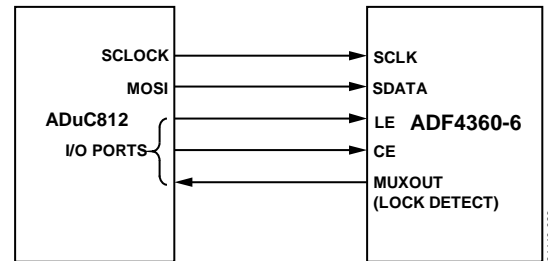 SCLOCK
MOSI
ADuC812
I/O PORTS
SCLK
SDATA
LE
ADF4360-6
CE
MUXOUT
(LOCK DETECT)